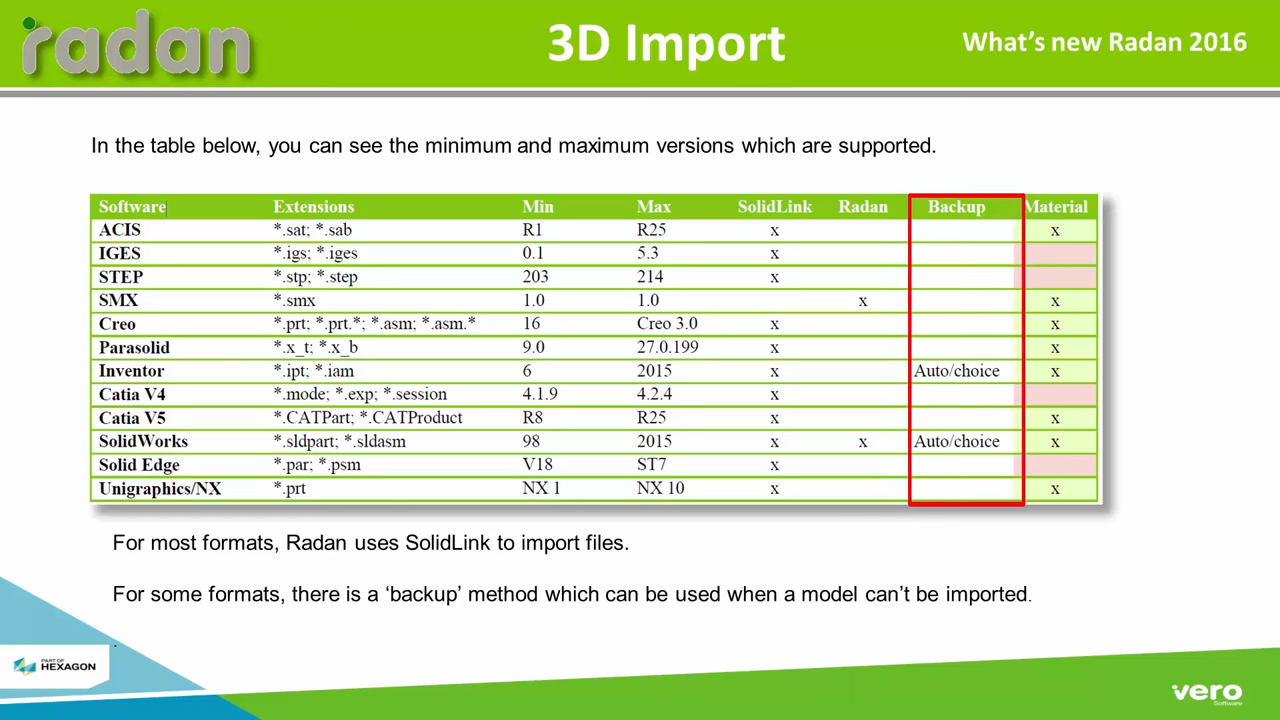 radan
3D Import
What's new Radan 2016
In the table below, you can see the minimum and maximum versions which are supported.
Software Extensions Min Max SolidLink Radan Backup Material
ACIS *.sat; *.sab R1 R25 x x
IGES *.igs; *.iges 0.1 5.3 x
STEP *.stp; *.step 203 214 x
SMX *.smx 1.0 1.0 x x
Creo *.prt; *.prt.*; *.asm; *.asm.* 16 Creo 3.0 x x
Parasolid *.x_t; *.x_b 9.0 27.0.199 x x
Inventor *.ipt; *.iam 6 2015 x Auto/choice x
Catia V4 *.mode; *.exp; *.session 4.1.9 4.2.4 x
Catia V5 *.CATPart; *.CATProduct R8 R25 x x
SolidWorks *.sldpart; *.sldasm 98 2015 x x Auto/choice x
Solid Edge *.par; *.psm V18 ST7 x
Unigraphics/NX *.prt NX 1 NX 10 x x
For most formats, Radan uses SolidLink to import files.
For some formats, there is a ‘backup’ method which can be used when a model can’t be imported.
.
PART OF
HEXAGON
vero
Software